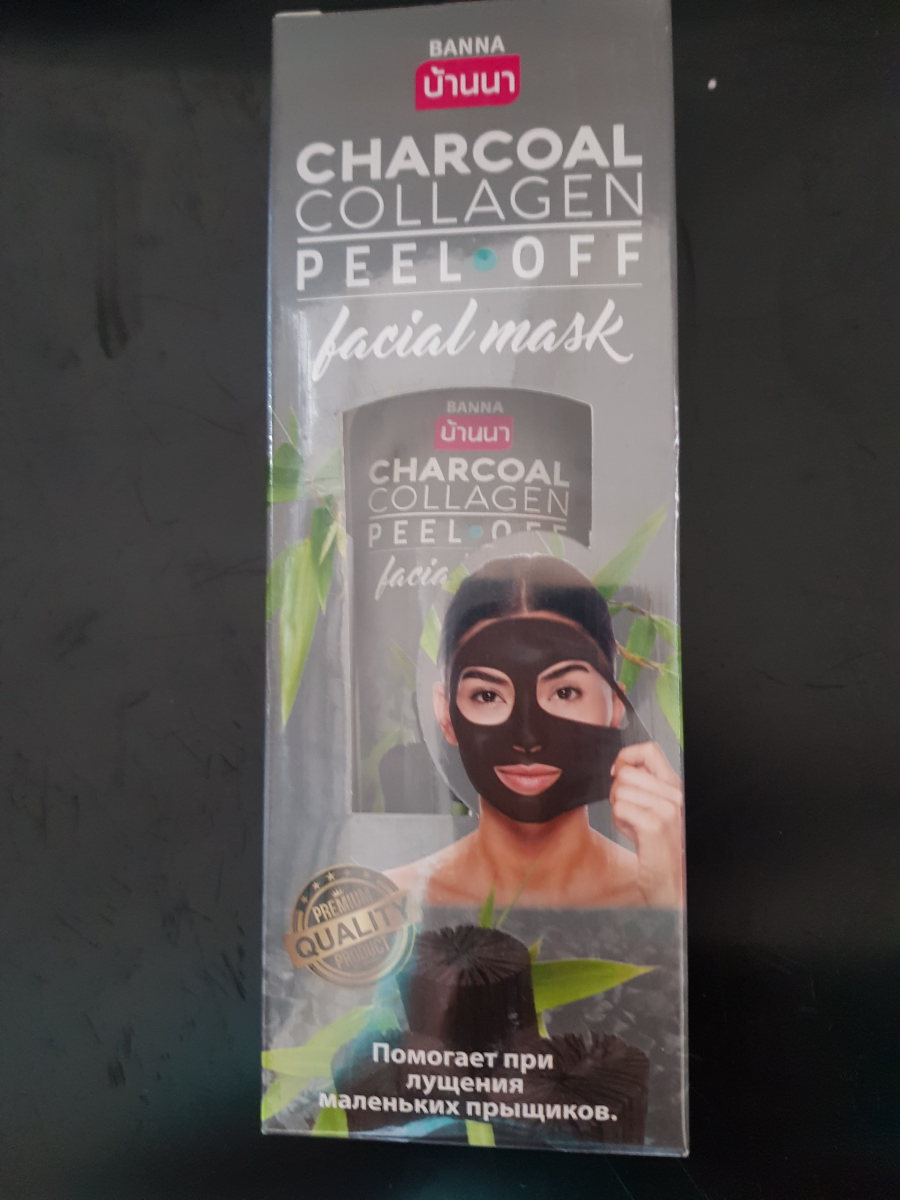 BANNA
บ้านนา
CHARCOAL
COLLAGEN
PEEL OFF
facial mask
BANNA
บ้านนา
CHARCOAL
COLLAGEN
PEEL OFF
facia
PREMIUM
QUALITY
PRODUCT
Помогает при
лущения
маленьких прыщиков.